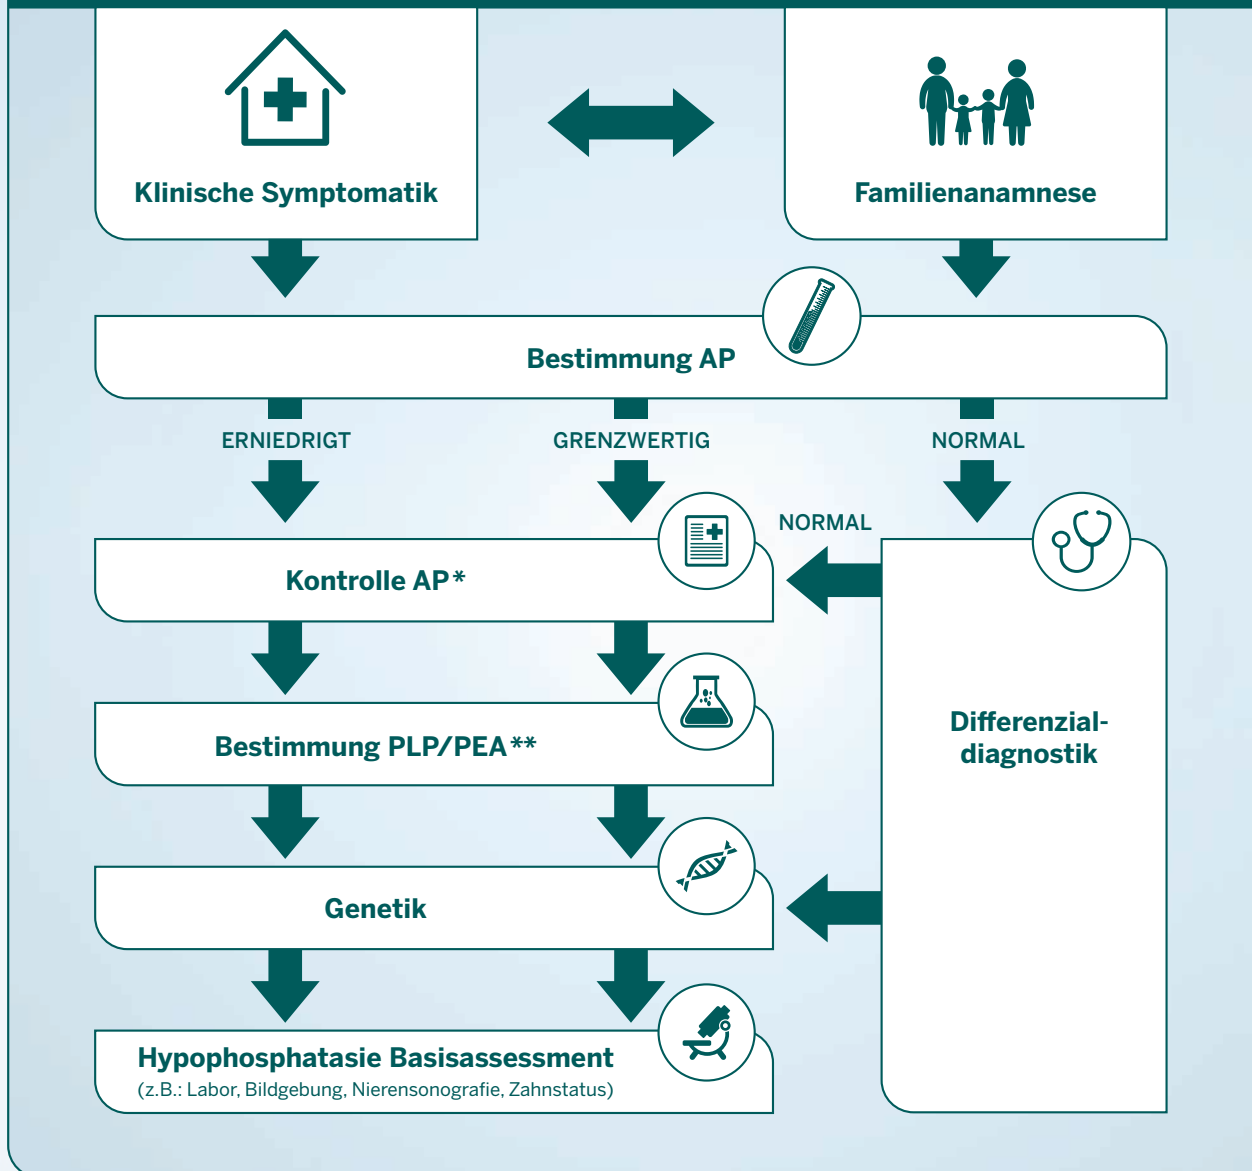 Klinische Symptomatik
Familienanamnese
Bestimmung AP
ERNIEDRIGT
GRENZWERTIG
NORMAL
NORMAL
Kontrolle AP*
Bestimmung PLP/PEA**
Differenzial-
diagnostik
Genetik
Hypophosphatasie Basisassessment
(z.B.: Labor, Bildgebung, Nierensonografie, Zahnstatus)